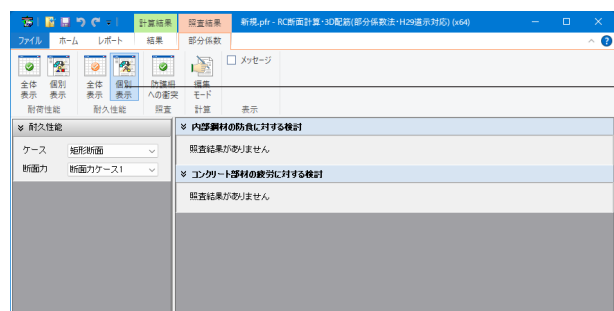 計算結果 照査結果 新規.pfr - RC断面計算・3D配筋(部分係数法・H29道示対応) (x64)
ファイル ホーム レポート 結果 部分係数
全体 個別 全体 個別 防護柵 編集 メッセージ
表示 表示 表示 表示 への衝突 モード
耐荷性能 耐久性能 照査 計算 表示
耐久性能
ケース 矩形断面
断面力 断面力ケース1
内部鋼材の防食に対する検討
照査結果がありません
コンクリート部材の疲労に対する検討
照査結果がありません